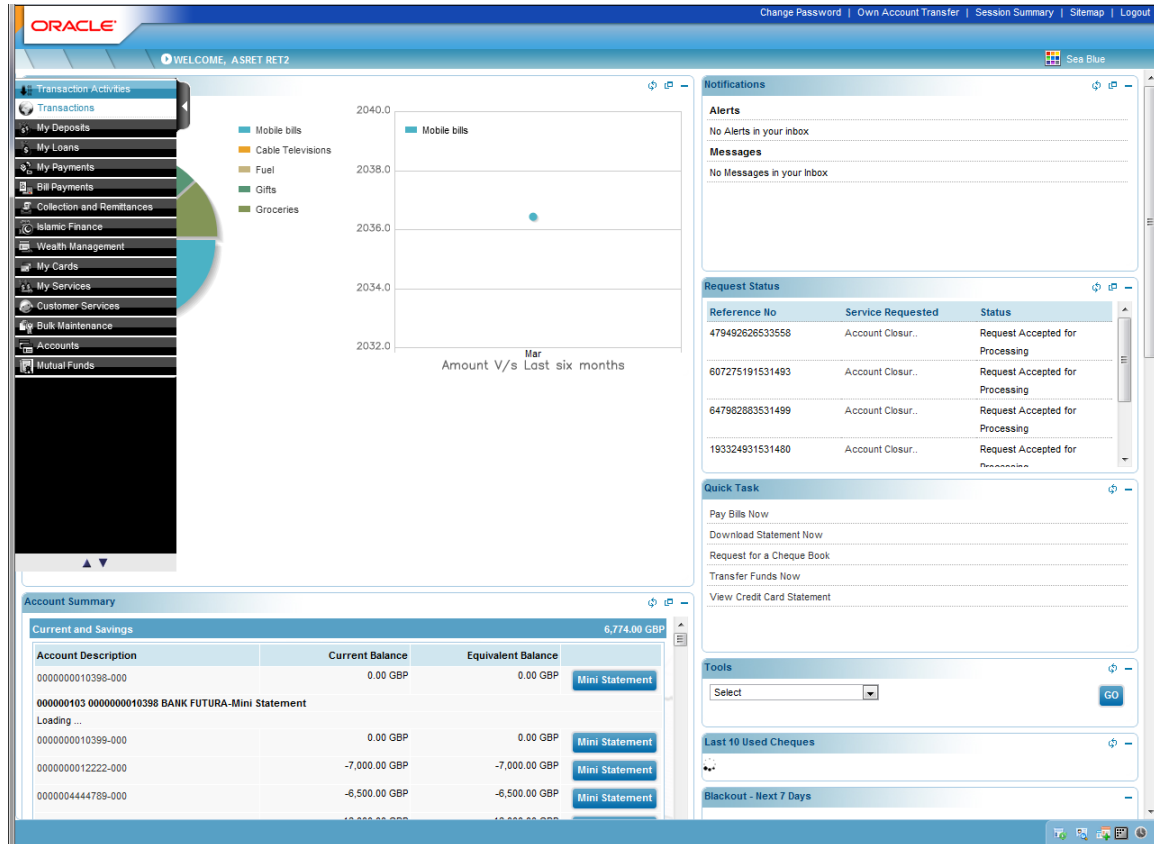 Change Password | Own Account Transfer | Session Summary | Sitemap | Logout
ORACLE
WELCOME, ASRET RET2
Sea Blue
Transaction Activities
Transactions
My Deposits
My Loans
My Payments
Bill Payments
Collection and Remittances
Islamic Finance
Wealth Management
My Cards
My Services
Customer Services
Bulk Maintenance
Accounts
Mutual Funds
Mobile bills
Cable Televisions
Fuel
Gifts
Groceries
2040.0
2038.0
2036.0
2034.0
2032.0
Mobile bills
Mar
Amount V/s Last six months
Notifications
Alerts
No Alerts in your inbox
Messages
No Messages in your Inbox
Request Status
Reference No Service Requested Status
479492626533558 Account Closur.. Request Accepted for
Processing
607275191531493 Account Closur.. Request Accepted for
Processing
647982883531499 Account Closur.. Request Accepted for
Processing
193324931531480 Account Closur.. Request Accepted for
Processing
Quick Task
Pay Bills Now
Download Statement Now
Request for a Cheque Book
Transfer Funds Now
View Credit Card Statement
Account Summary
Current and Savings 6,774.00 GBP
Account Description Current Balance Equivalent Balance
0000000010398-000 0.00 GBP 0.00 GBP Mini Statement
000000103 0000000010398 BANK FUTURA-Mini Statement
Loading ...
0000000010399-000 0.00 GBP 0.00 GBP Mini Statement
0000000012222-000 -7,000.00 GBP -7,000.00 GBP Mini Statement
0000004444789-000 -6,500.00 GBP -6,500.00 GBP Mini Statement
Tools
Select
GO
Last 10 Used Cheques
Blackout - Next 7 Days